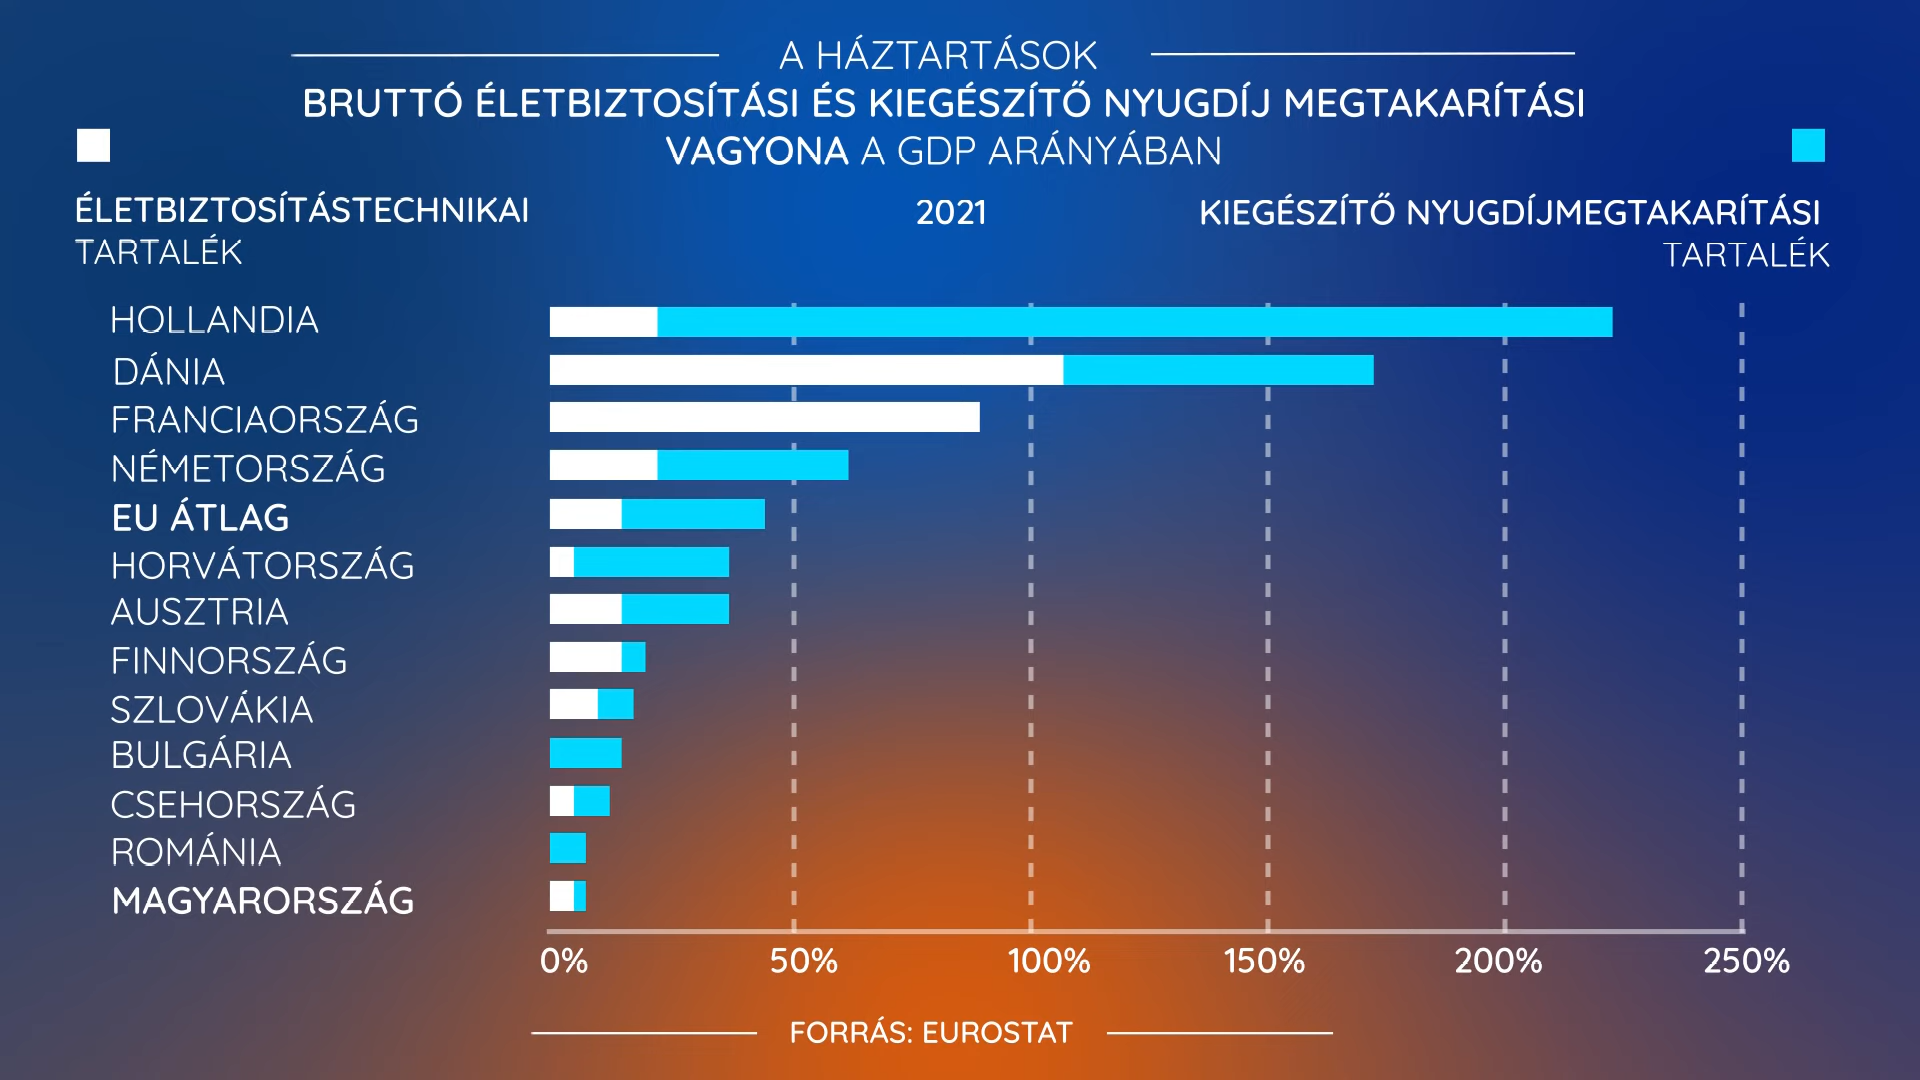 A HÁZTARTÁSOK
BRUTTÓ ÉLETBIZTOSÍTÁSI ÉS KIEGÉSZÍTŐ NYUGDÍJ MEGTAKARÍTÁSI
VAGYONA A GDP ARÁNYÁBAN
ÉLETBIZTOSÍTÁSTECHNIKAI
TARTALÉK
2021
KIEGÉSZÍTŐ NYUGDÍJMEGTAKARÍTÁSI
TARTALÉK
HOLLANDIA
DÁNIA
FRANCIAORSZÁG
NÉMETORSZÁG
EU ÁTLAG
HORVÁTORSZÁG
AUSZTRIA
FINNORSZÁG
SZLOVÁKIA
BULGÁRIA
CSEHORSZÁG
ROMÁNIA
MAGYARORSZÁG
0% 50% 100% 150% 200% 250%
FORRÁS: EUROSTAT